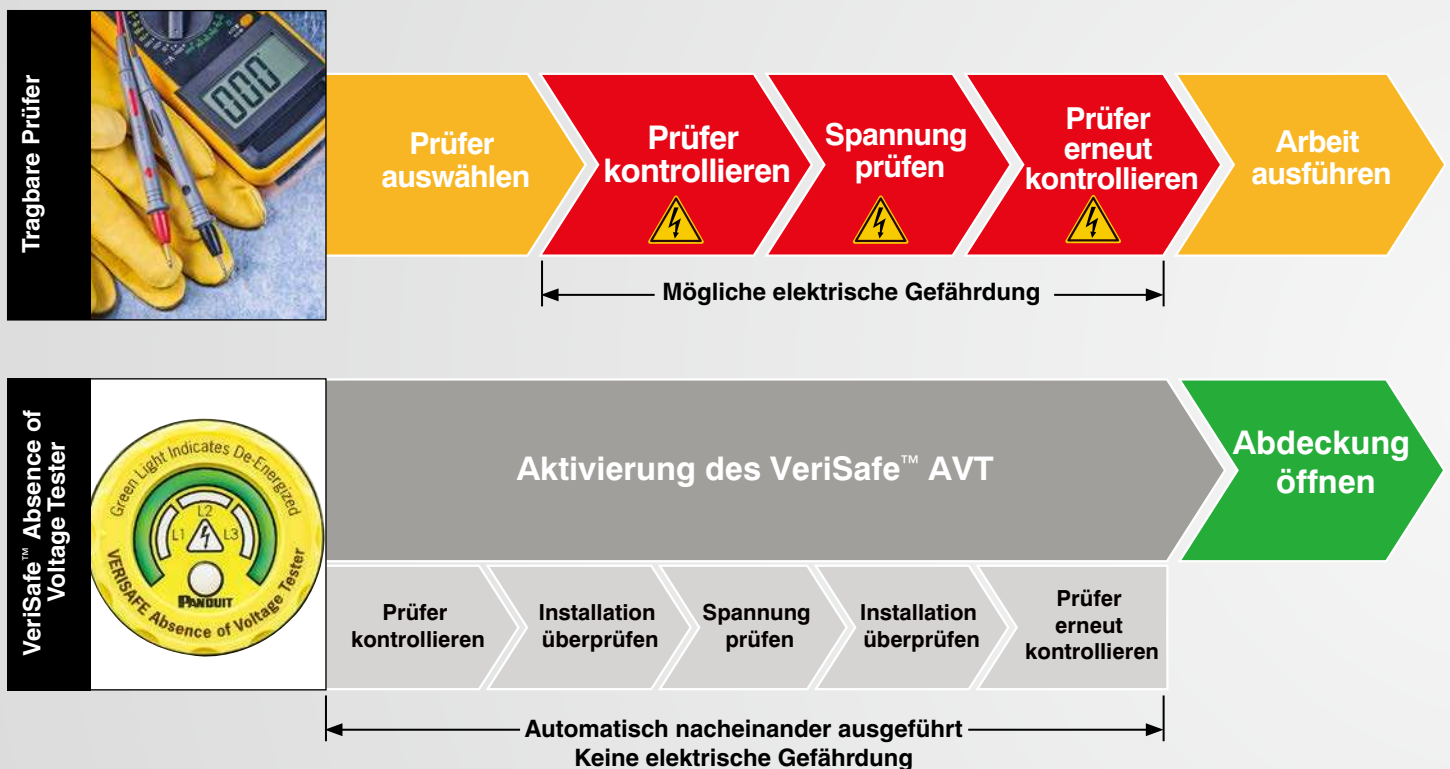 Tragbare Prüfer
000
Prüfer
auswählen
Prüfer
kontrollieren
Spannung
prüfen
Prüfer
erneut
kontrollieren
Arbeit
ausführen
Mögliche elektrische Gefährdung
VeriSafe™ Absence of
Voltage Tester
Green Light Indicates De-Energized
L1
L2
L3
PANDUIT
VERISAFE Absence of Voltage Tester
Aktivierung des VeriSafe™ AVT
Abdeckung
öffnen
Prüfer
kontrollieren
Installation
überprüfen
Spannung
prüfen
Installation
überprüfen
Prüfer
erneut
kontrollieren
Automatisch nacheinander ausgeführt
Keine elektrische Gefährdung